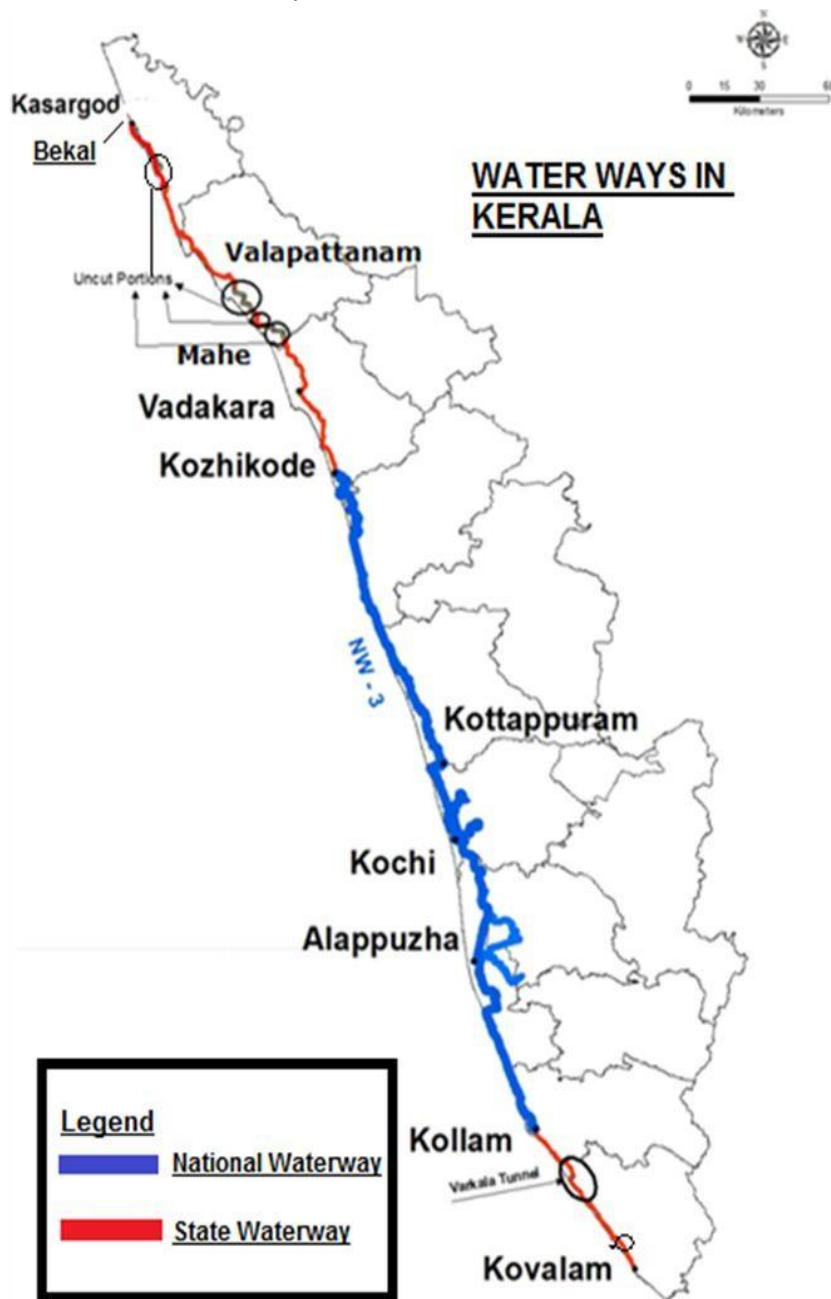 N
W E
S
0 15 30 60
Kilometers
Kasargod
Bekal
WATER WAYS IN
KERALA
Valapattanam
Uncut Portions
Mahe
Vadakara
Kozhikode
NW - 3
Kottappuram
Kochi
Alappuzha
Kollam
Varkala Tunnel
Kovalam
Legend
National Waterway
State Waterway